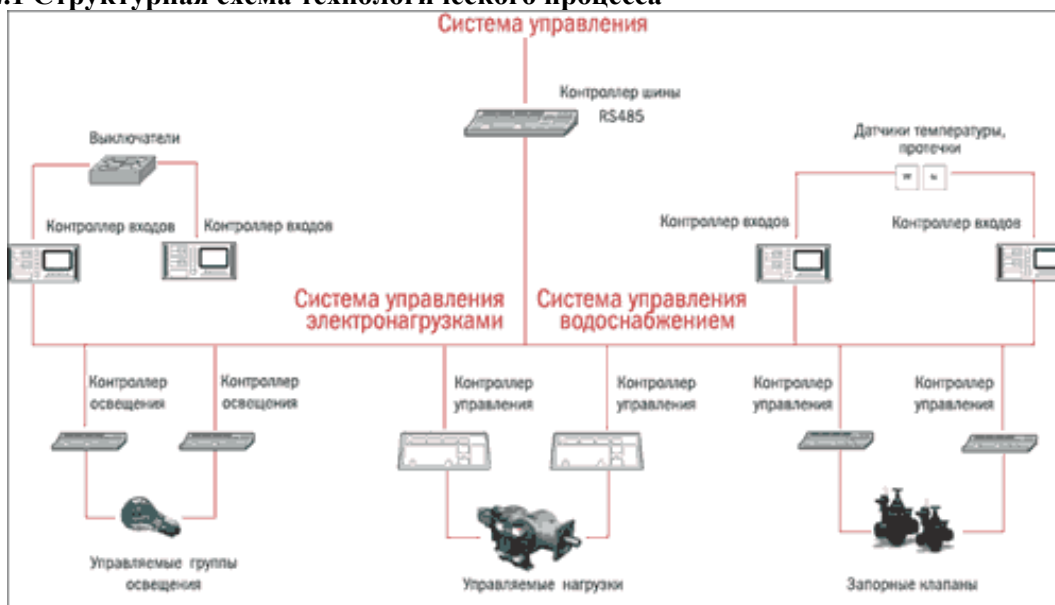 .1 Структурная схема технологического процесса
Система управления
Контроллер шины
RS485
Выключатели
Датчики температуры,
протечки
Контроллер входов
Контроллер входов
Контроллер входов
Контроллер входов
Система управления
электронагрузками
Система управления
водоснабжением
Контроллер
освещения
Контроллер
освещения
Контроллер
управления
Контроллер
управления
Контроллер
управления
Контроллер
управления
Управляемые группы
освещения
Управляемые нагрузки
Запорные клапаны